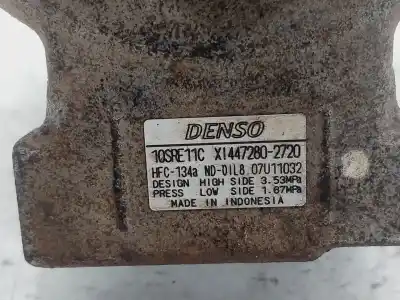 DENSO
10SRE11C X1447280-2720
HFC-134a ND-OIL8 07U11032
DESIGN HIGH SIDE 3.53MPa
PRESS LOW SIDE 1.87MPa
MADE IN INDONESIA